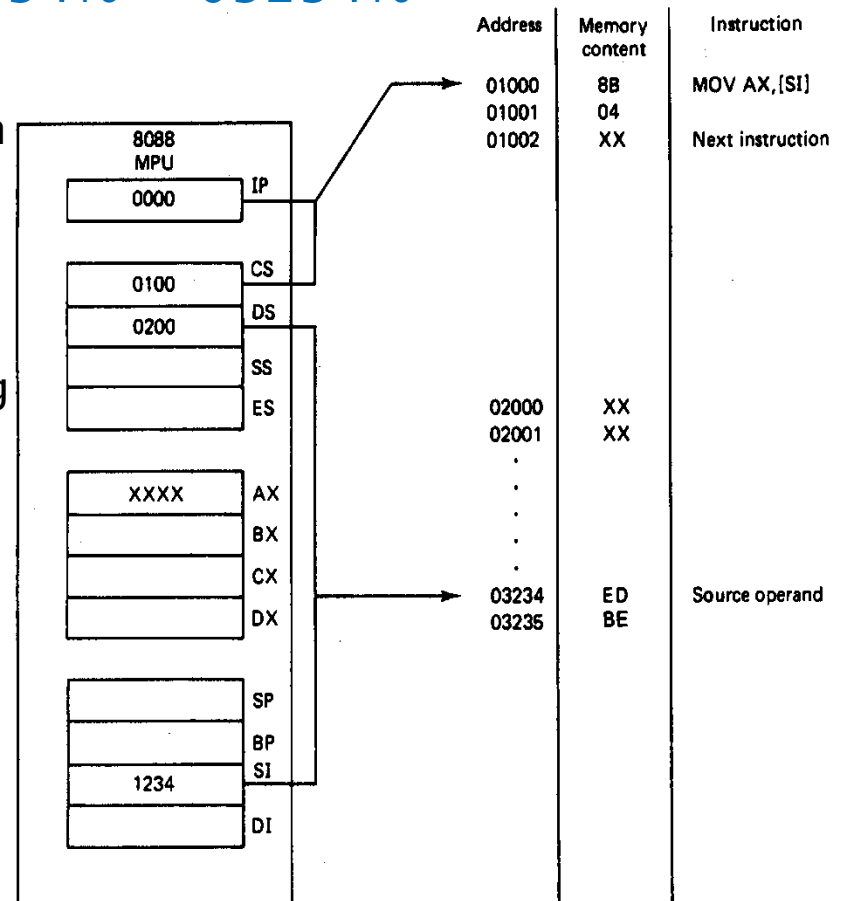 Address Memory content Instruction
01000 8B MOV AX,[SI]
01001 04
01002 XX Next instruction
8088
MPU
0000 IP
0100 CS
0200 DS
SS
ES
02000 XX
02001 XX
XXXX AX
BX
CX
DX
03234 ED Source operand
03235 BE
SP
BP
1234 SI
DI